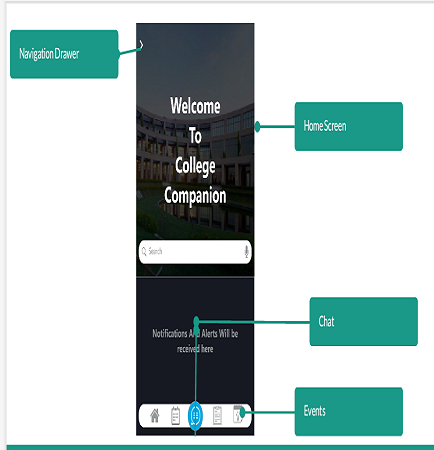 Navigation Drawer
Welcome
To
College
Companion
Home Screen
Search
Notifications And Alerts Will be
received here
Chat
Events